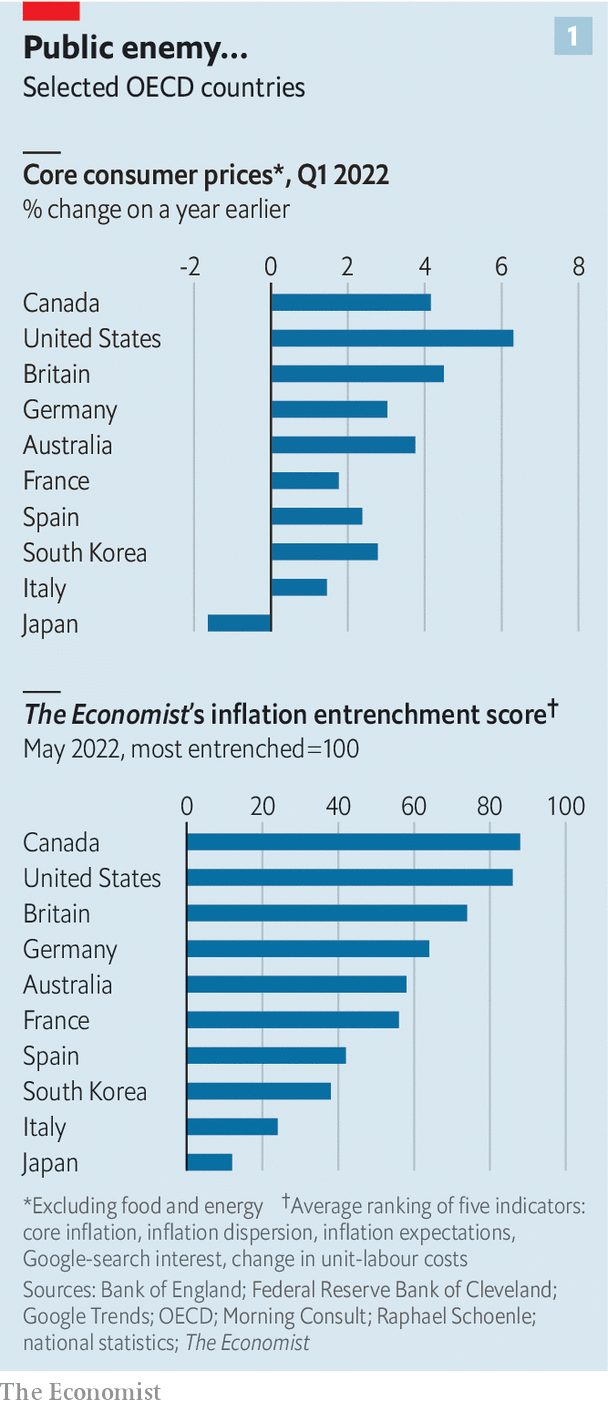 Public enemy…
1
Selected OECD countries
Core consumer prices*, Q1 2022
% change on a year earlier
-2 0 2 4 6 8
Canada
United States
Britain
Germany
Australia
France
Spain
South Korea
Italy
Japan
The Economist’s inflation entrenchment score†
May 2022, most entrenched=100
0 20 40 60 80 100
Canada
United States
Britain
Germany
Australia
France
Spain
South Korea
Italy
Japan
*Excluding food and energy †Average ranking of five indicators:
core inflation, inflation dispersion, inflation expectations,
Google-search interest, change in unit-labour costs
Sources: Bank of England; Federal Reserve Bank of Cleveland;
Google Trends; OECD; Morning Consult; Raphael Schoenle;
national statistics; The Economist
The Economist